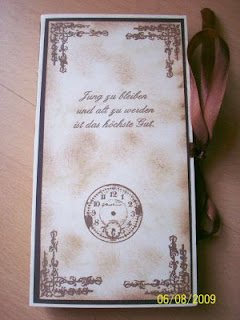 Jung zu bleiben
und alt zu werden
ist das höchste Gut.
06/08/2009